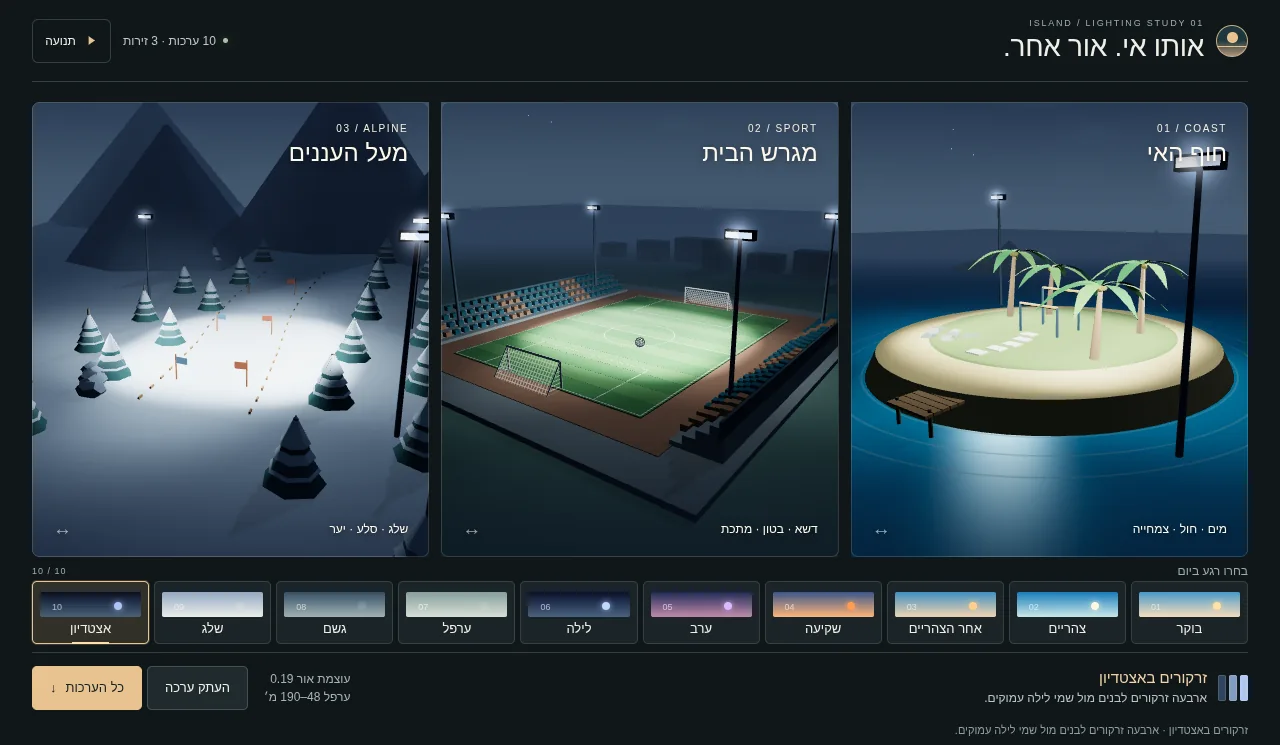 ISLAND / LIGHTING STUDY 01
אותו אי. אור אחר.
10 ערכות · 3 זירות
תנועה
01 / COAST
חוף האי
מים · חול · צמחייה
02 / SPORT
מגרש הבית
דשא · בטון · מתכת
03 / ALPINE
מעל העננים
שלג · סלע · יער
בחרו רגע ביום
10 / 10
01
בוקר
02
צהריים
03
אחר הצהריים
04
שקיעה
05
ערב
06
לילה
07
ערפל
08
גשם
09
שלג
10
אצטדיון
זרקורים באצטדיון
ארבעה זרקורים לבנים מול שמי לילה עמוקים.
עוצמת אור 0.19
ערפל 48–190 מ׳
העתק ערכה
כל הערכות ↓
זרקורים באצטדיון · ארבעה זרקורים לבנים מול שמי לילה עמוקים.